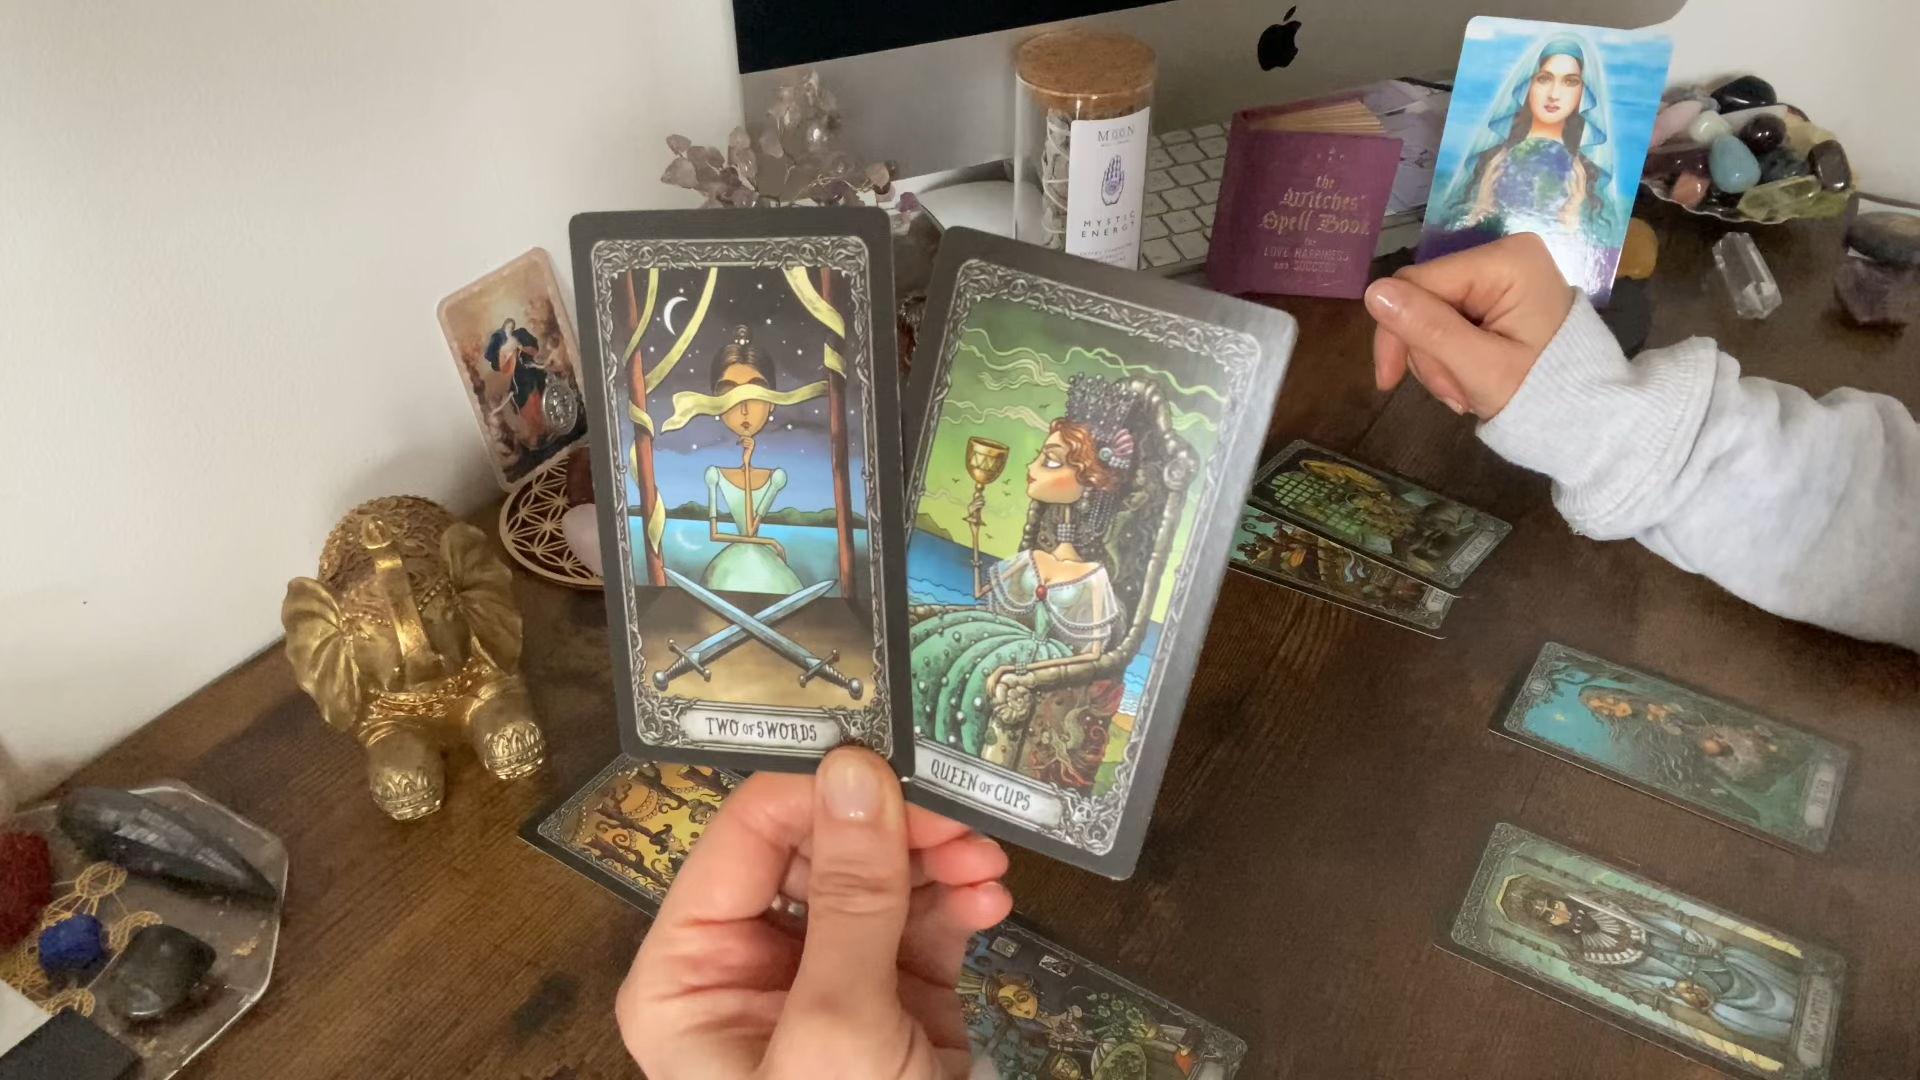 MOON
MYSTIC
ENERGY
the
Witches'
Spell Book
for
LOVE HAPPINESS
and SUCCESS
TWO OF SWORDS
QUEEN OF CUPS